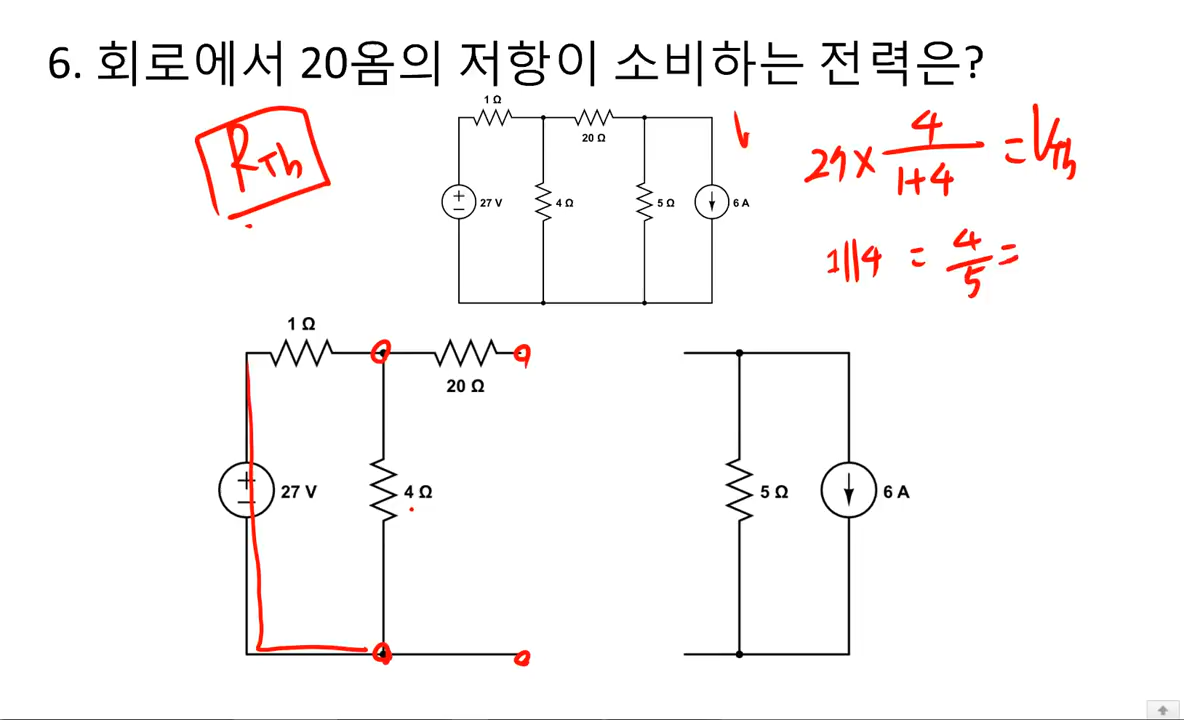 6. 회로에서 20옴의 저항이 소비하는 전력은?
1 Ω
20 Ω
27 V
4 Ω
5 Ω
6 A
RTh
27 × 4/1+4 = VTh
1||4 = 4/5 =
1 Ω
20 Ω
27 V
4 Ω
5 Ω
6 A